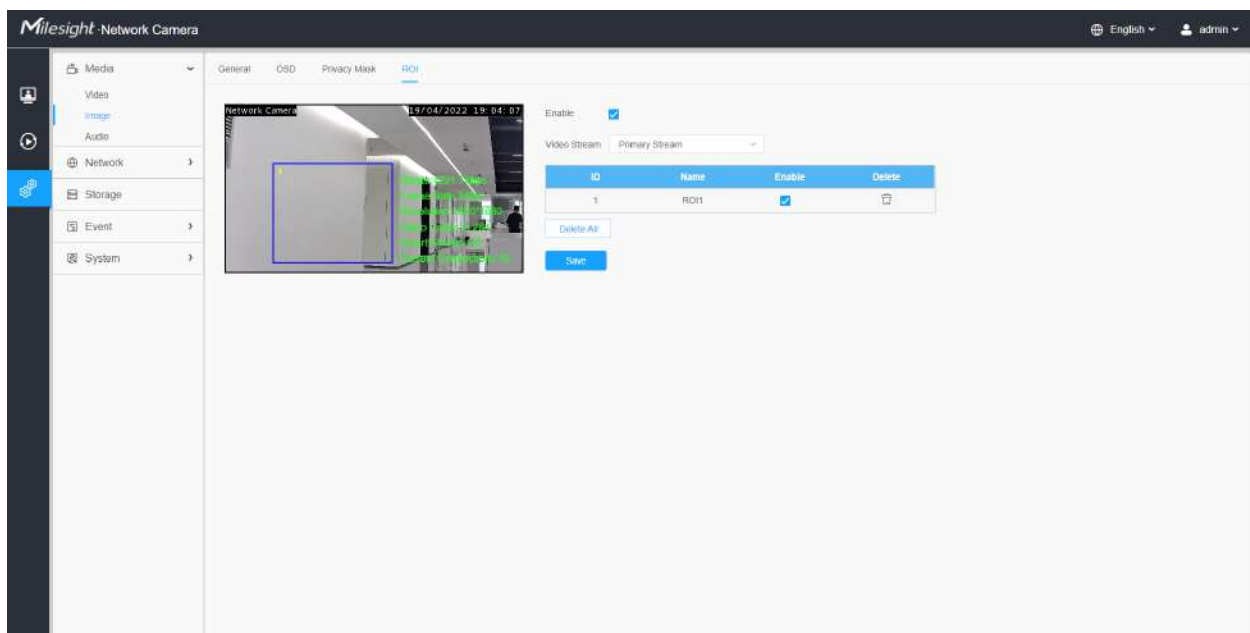 Milesight ·Network Camera
English
admin
Media
Video
Image
Audio
Network
Storage
Event
System
General OSD Privacy Mask ROI
Network Camera 19/04/2022 19:04:07
1
Enable
Video Stream Primary Stream
ID Name Enable Delete
1 ROI1
Delete All
Save